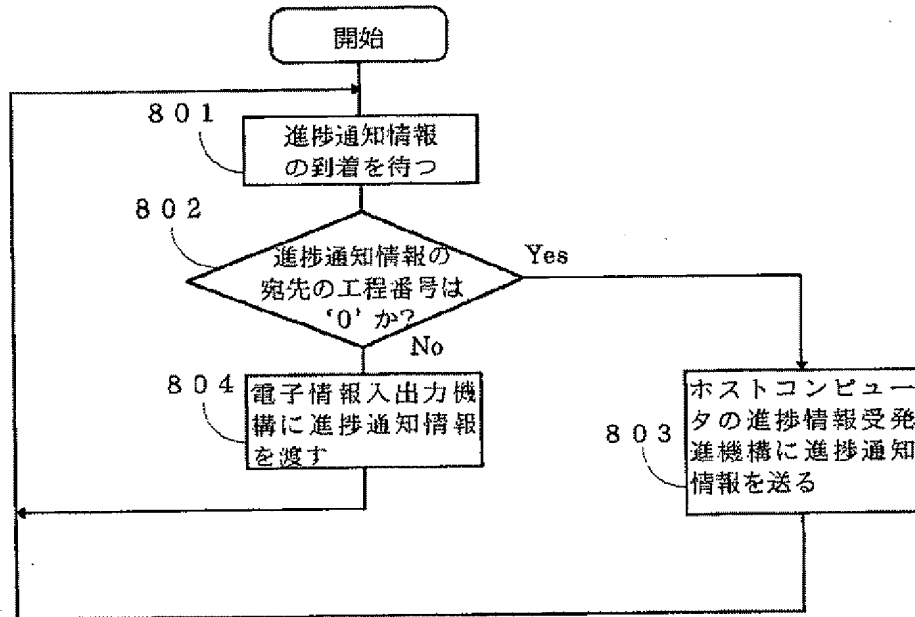 開始
801
進捗通知情報
の到着を待つ
802
進捗通知情報の
宛先の工程番号は
‘0’か?
Yes
No
804
電子情報入出力機
構に進捗通知情報
を渡す
803
ホストコンピュー
タの進捗情報受発
進機構に進捗通知
情報を送る